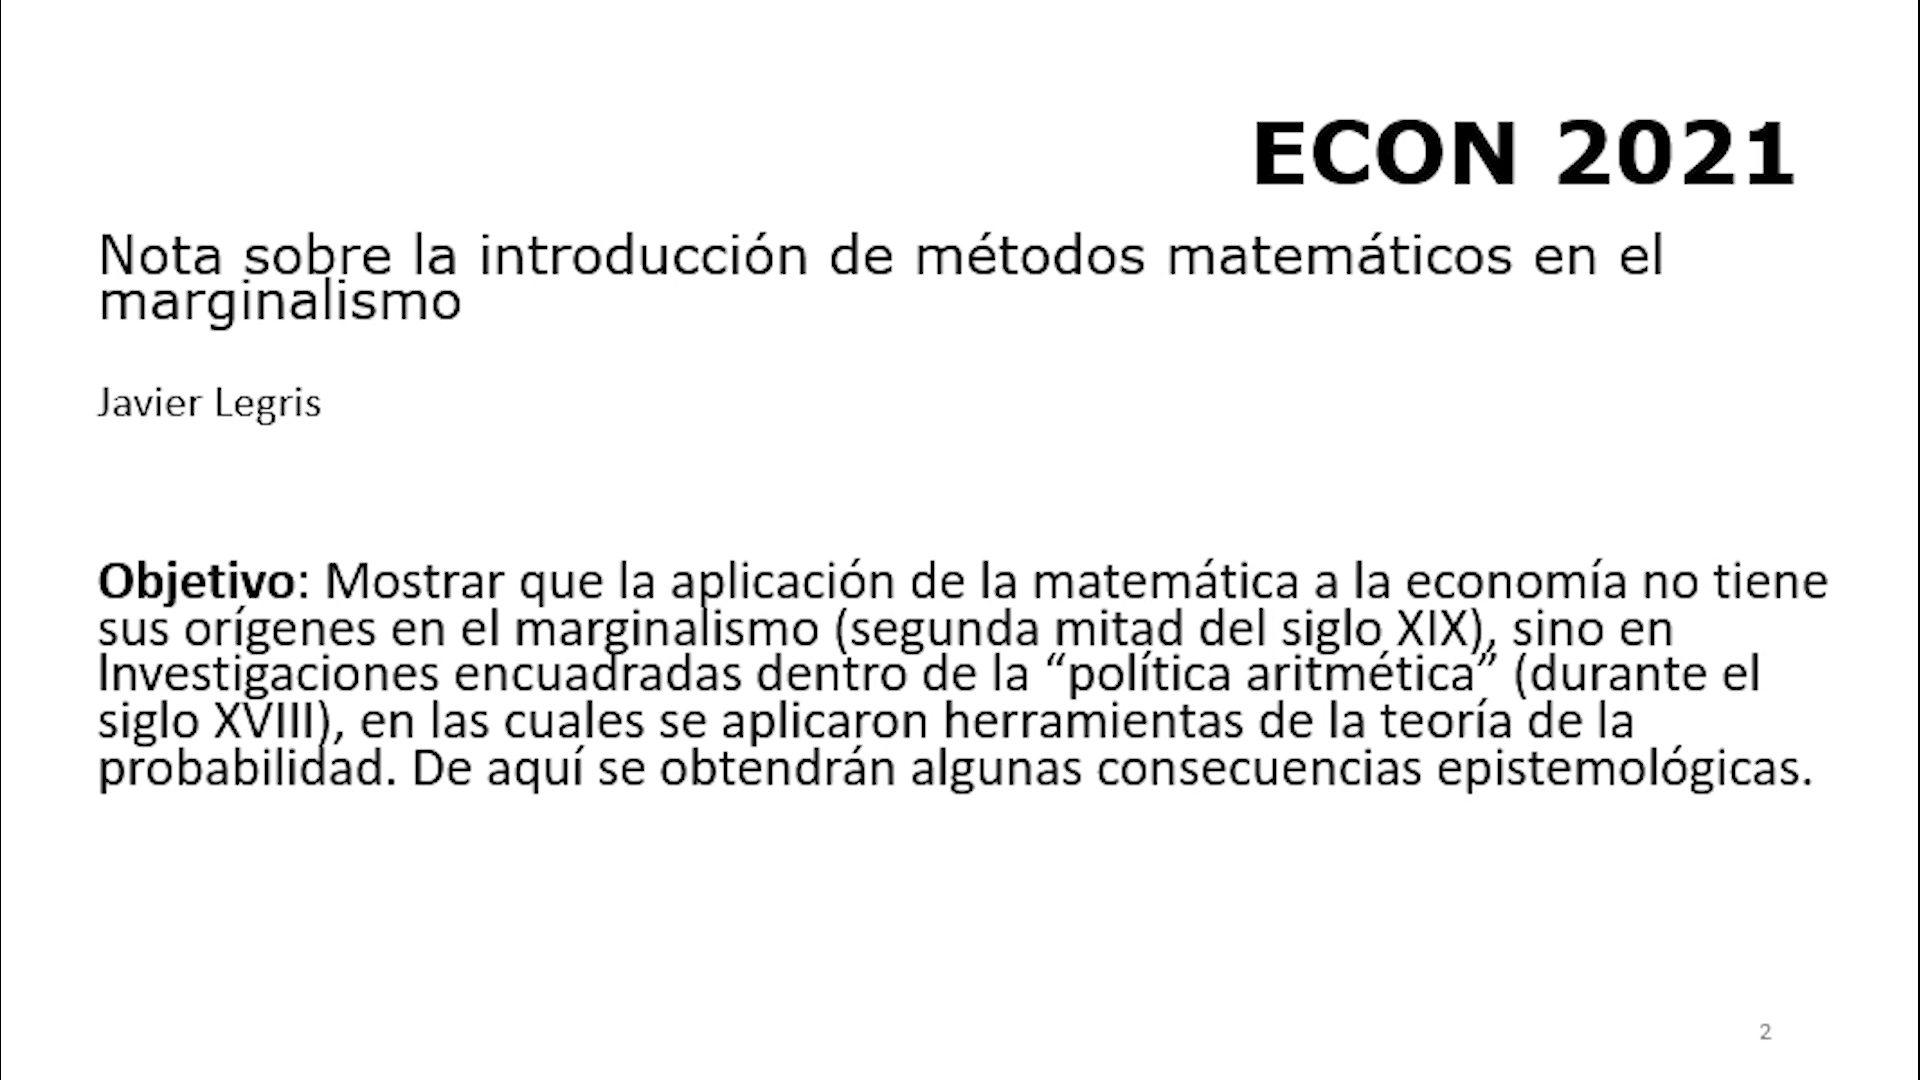 ECON 2021
Nota sobre la introducción de métodos matemáticos en el
marginalismo
Javier Legris
Objetivo: Mostrar que la aplicación de la matemática a la economía no tiene
sus orígenes en el marginalismo (segunda mitad del siglo XIX), sino en
Investigaciones encuadradas dentro de la “política aritmética” (durante el
siglo XVIII), en las cuales se aplicaron herramientas de la teoría de la
probabilidad. De aquí se obtendrán algunas consecuencias epistemológicas.
2